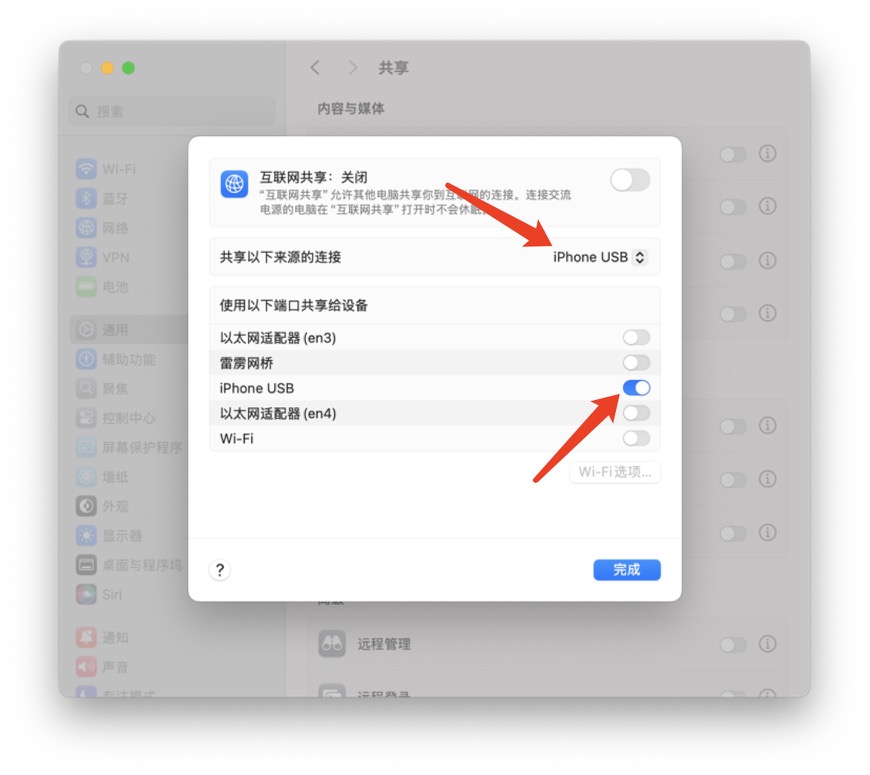 共享
搜索
内容与媒体
Wi-Fi
蓝牙
网络
VPN
电池
通用
辅助功能
聚焦
控制中心
屏幕保护程序
墙纸
外观
显示器
桌面与程序坞
Siri
通知
声音
专注模式
互联网共享：关闭
“互联网共享”允许其他电脑共享你到互联网的连接。连接交流
电源的电脑在“互联网共享”打开时不会休眠。
共享以下来源的连接
iPhone USB
使用以下端口共享给设备
以太网适配器 (en3)
雷雳网桥
iPhone USB
以太网适配器 (en4)
Wi-Fi
Wi-Fi 选项...
?
完成
远程管理
远程登录